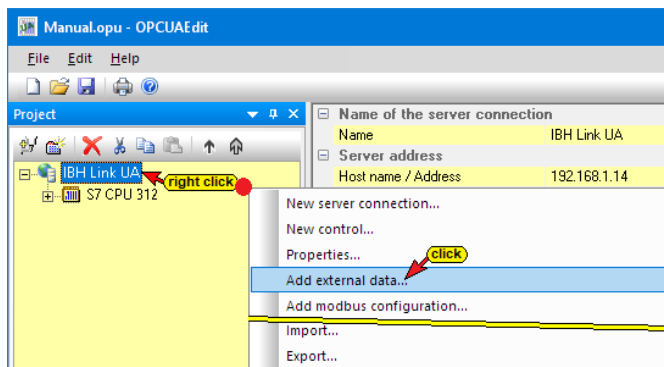 Manual.opu - OPCUAEdit
File Edit Help
Project
Name of the server connection
Name IBH Link UA
Server address
Host name / Address 192.168.1.14
IBH Link UA
right click
S7 CPU 312
New server connection...
New control...
Properties...
click
Add external data...
Add modbus configuration...
Import...
Export...